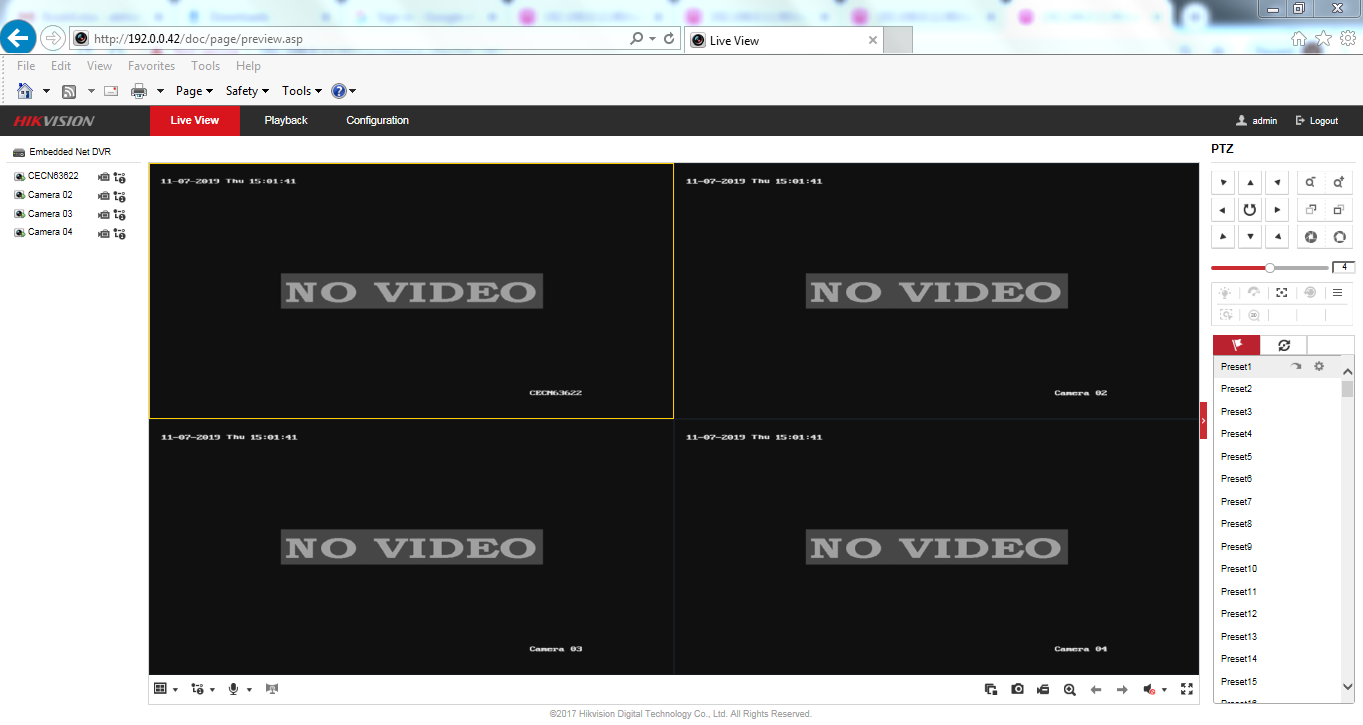 http://192.0.0.42/doc/page/preview.asp
Live View
File Edit View Favorites Tools Help
Page Safety Tools
HIKVISION
Live View Playback Configuration
admin Logout
Embedded Net DVR
CECN63622
Camera 02
Camera 03
Camera 04
11-07-2019 Thu 15:01:41
NO VIDEO
CECN63622
11-07-2019 Thu 15:01:41
NO VIDEO
Camera 02
11-07-2019 Thu 15:01:41
NO VIDEO
Camera 03
11-07-2019 Thu 15:01:41
NO VIDEO
Camera 04
PTZ
4
Preset1
Preset2
Preset3
Preset4
Preset5
Preset6
Preset7
Preset8
Preset9
Preset10
Preset11
Preset12
Preset13
Preset14
Preset15
©2017 Hikvision Digital Technology Co., Ltd. All Rights Reserved.